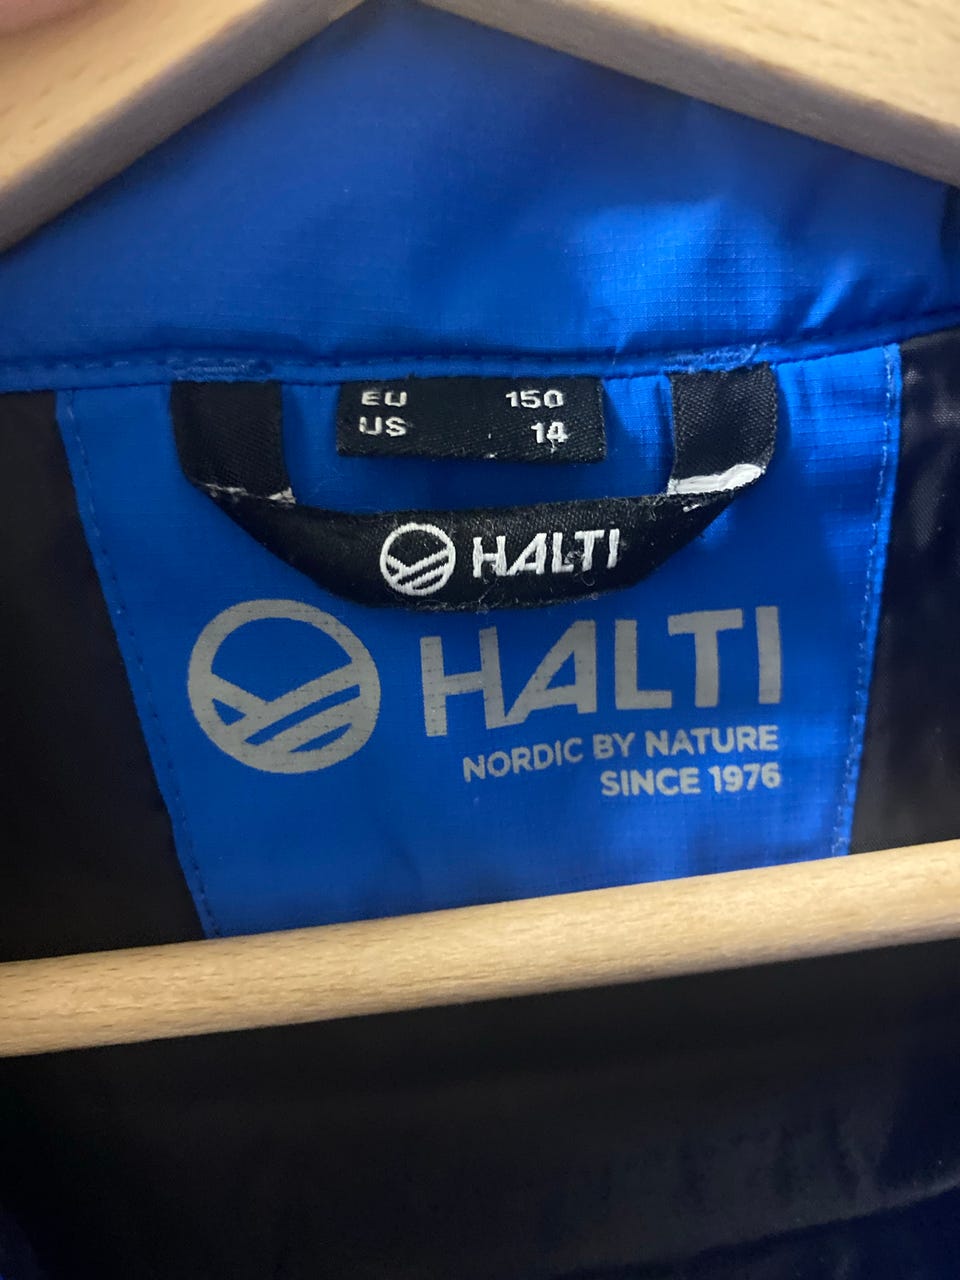 EU 150
US 14
HALTI
HALTI
NORDIC BY NATURE
SINCE 1976